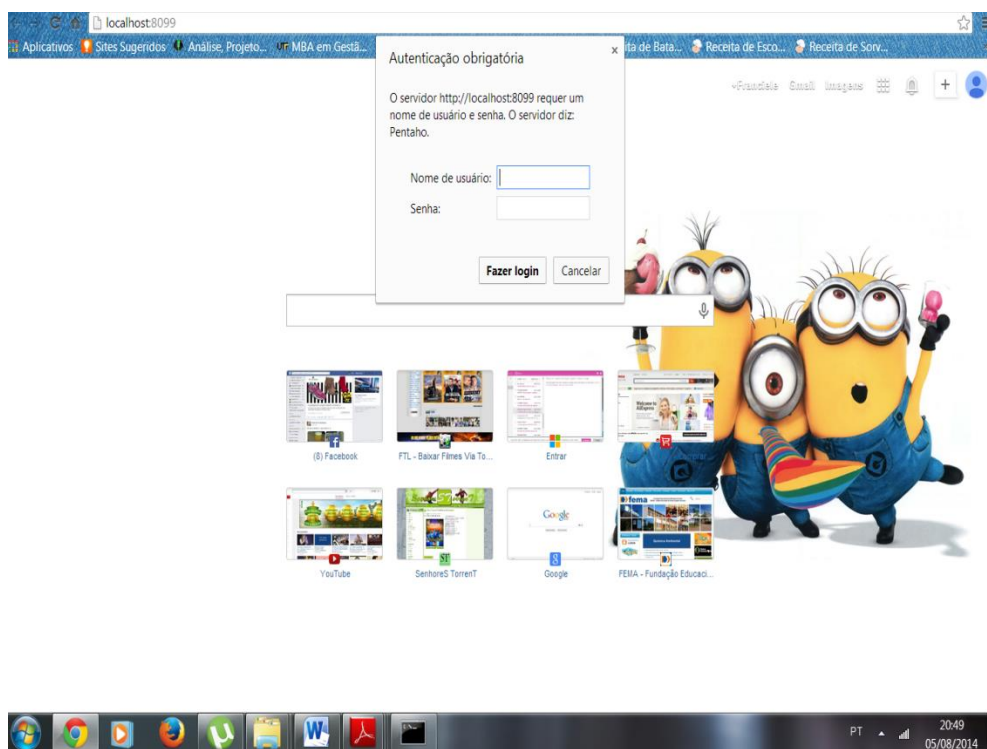 localhost:8099
Aplicativos Sites Sugeridos Análise, Projeto... MBA em Gestã... ita de Bata... Receita de Esco... Receita de Sorv...
Autenticação obrigatória
O servidor http://localhost:8099 requer um
nome de usuário e senha. O servidor diz:
Pentaho.
Nome de usuário:
Senha:
Fazer login Cancelar
+Franciele Gmail Imagens
(8) Facebook
FTL - Baixar Filmes Via To...
Entrar
YouTube
SenhoreS TorrenT
Google
FEMA - Fundação Educaci...
PT
20:49
05/08/2014